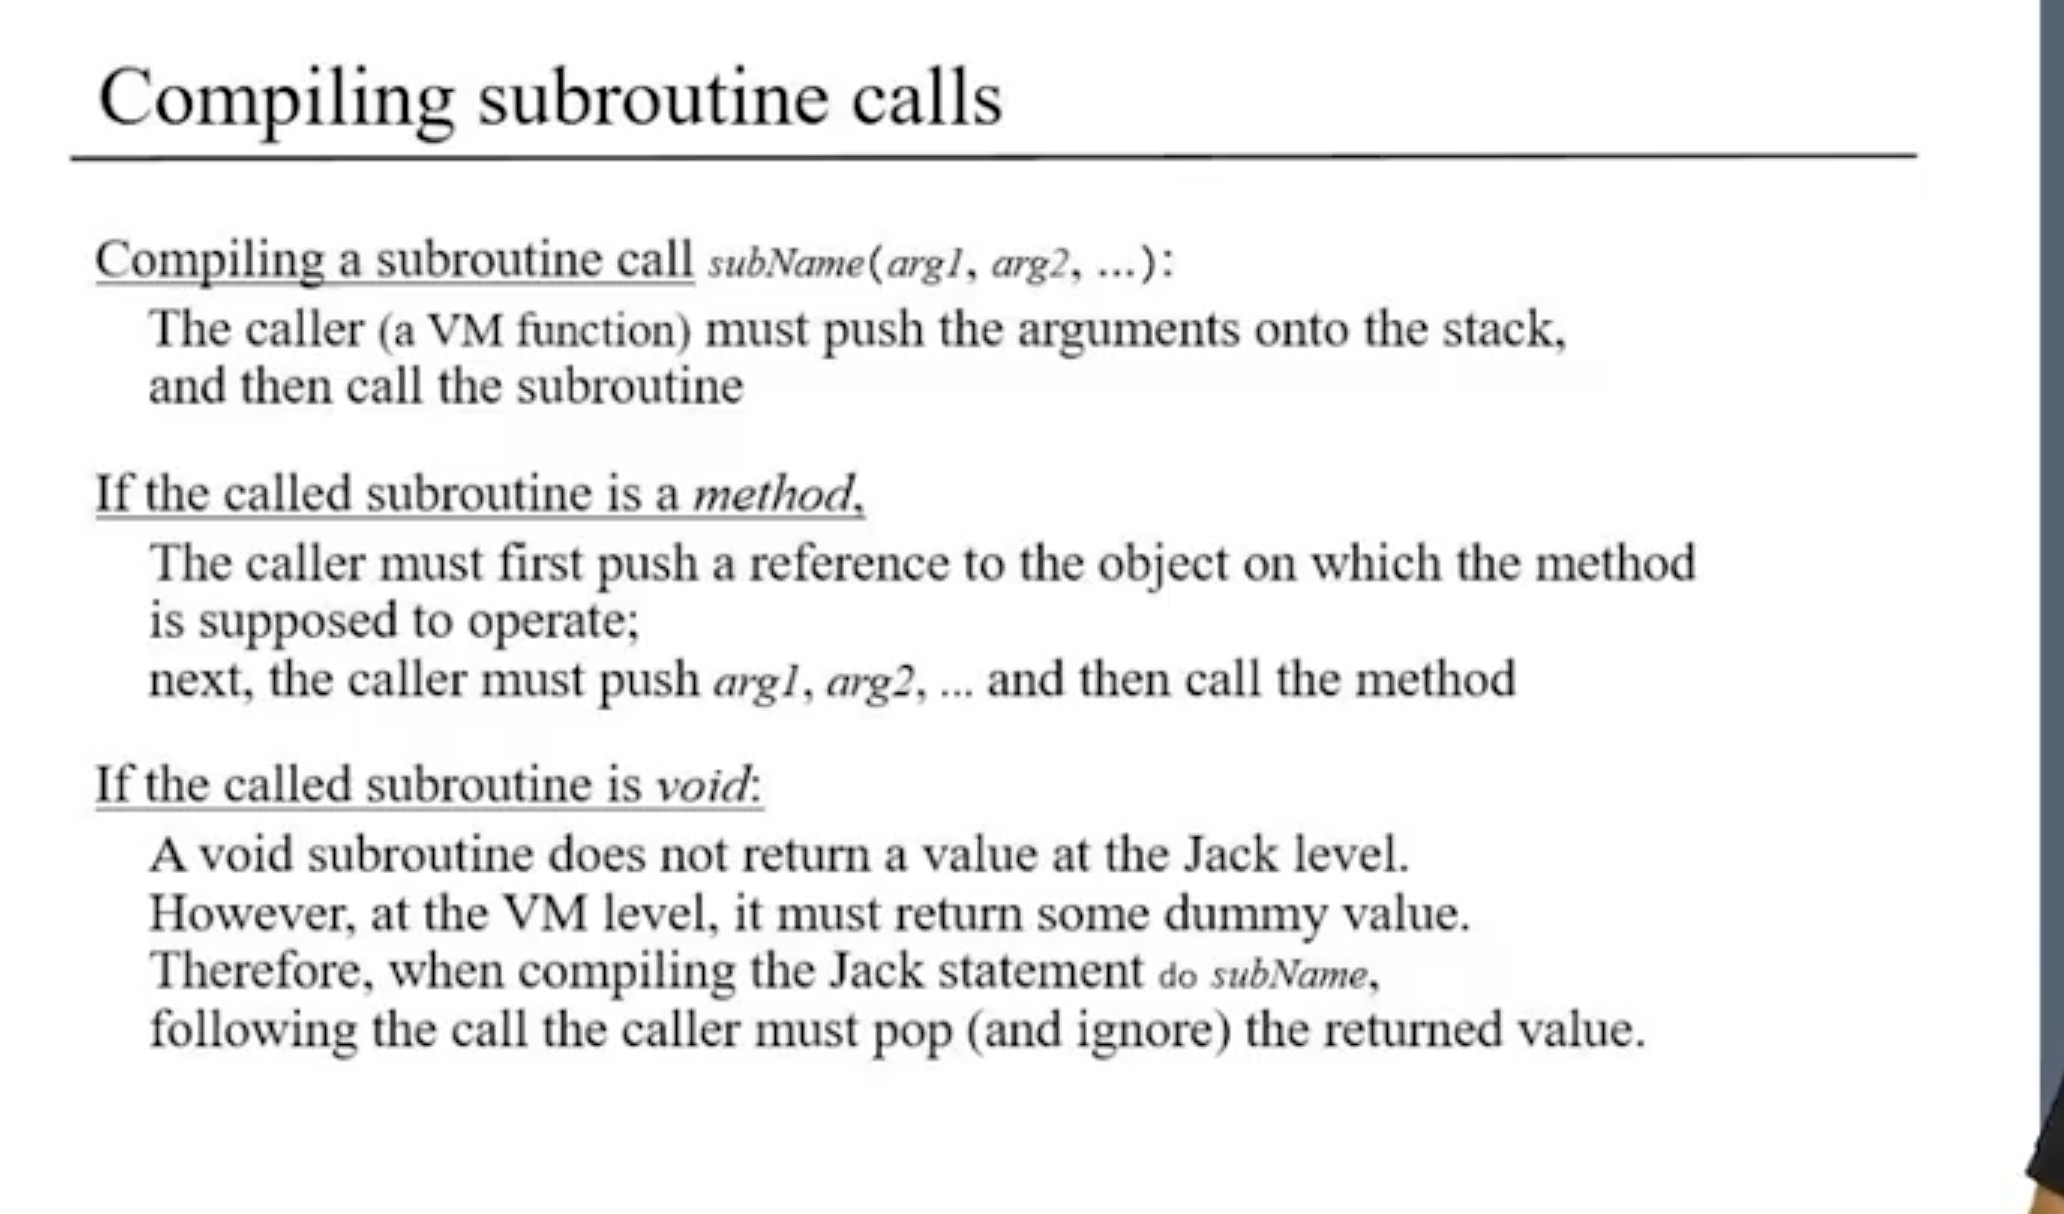 Compiling subroutine calls
Compiling a subroutine call subName(arg1, arg2, ...):
The caller (a VM function) must push the arguments onto the stack,
and then call the subroutine
If the called subroutine is a method,
The caller must first push a reference to the object on which the method
is supposed to operate;
next, the caller must push arg1, arg2, ... and then call the method
If the called subroutine is void:
A void subroutine does not return a value at the Jack level.
However, at the VM level, it must return some dummy value.
Therefore, when compiling the Jack statement do subName,
following the call the caller must pop (and ignore) the returned value.